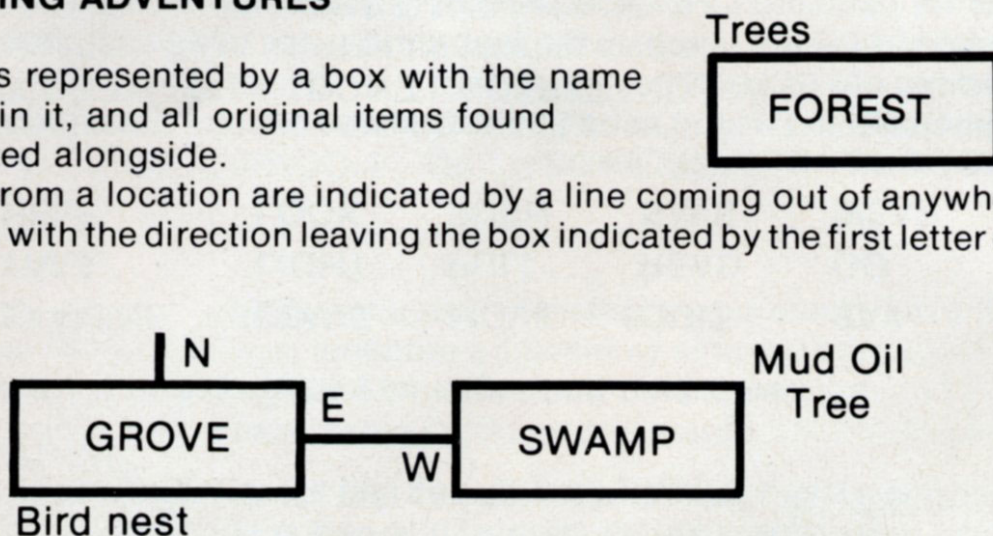 ING ADVENTURES
Trees
FOREST
s represented by a box with the name
in it, and all original items found
ed alongside.
rom a location are indicated by a line coming out of anywh
with the direction leaving the box indicated by the first letter
N
GROVE
E
W
SWAMP
Mud Oil
Tree
Bird nest